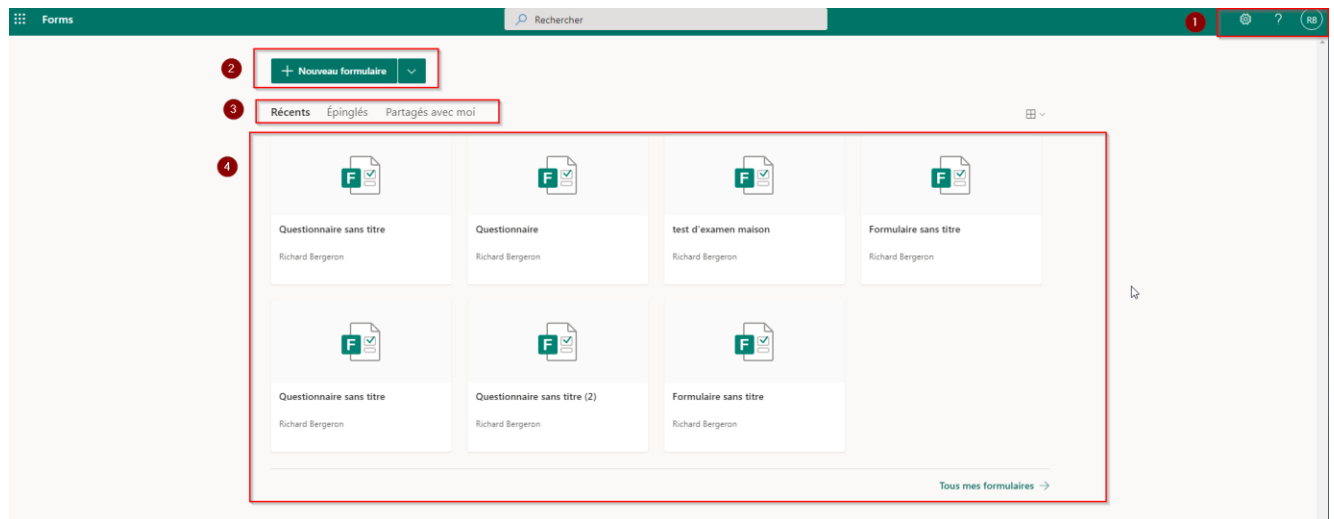 Forms Rechercher 1 ? RB
2 + Nouveau formulaire
3 Récents Épinglés Partagés avec moi
4
F F F F
Questionnaire sans titre Questionnaire test d'examen maison Formulaire sans titre
Richard Bergeron Richard Bergeron Richard Bergeron Richard Bergeron
F F F
Questionnaire sans titre Questionnaire sans titre (2) Formulaire sans titre
Richard Bergeron Richard Bergeron Richard Bergeron
Tous mes formulaires →